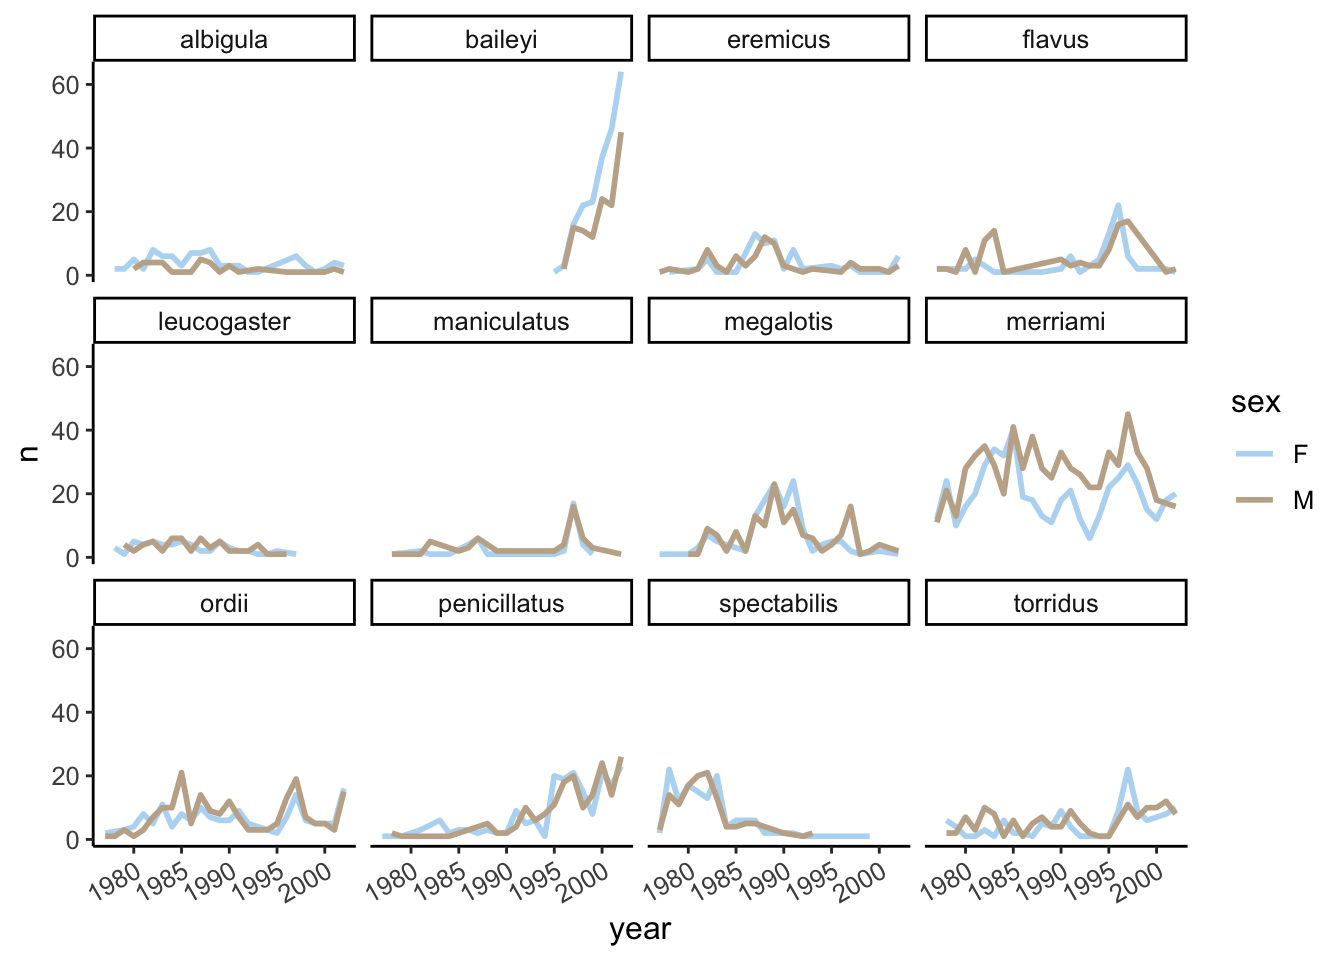 albigula baileyi eremicus flavus
60
40
20
0
leucogaster maniculatus megalotis merriami
60
40
20
0
ordii penicillatus spectabilis torridus
60
40
20
0
1980 1985 1990 1995 2000 1980 1985 1990 1995 2000 1980 1985 1990 1995 2000 1980 1985 1990 1995 2000
year
n
sex
F
M